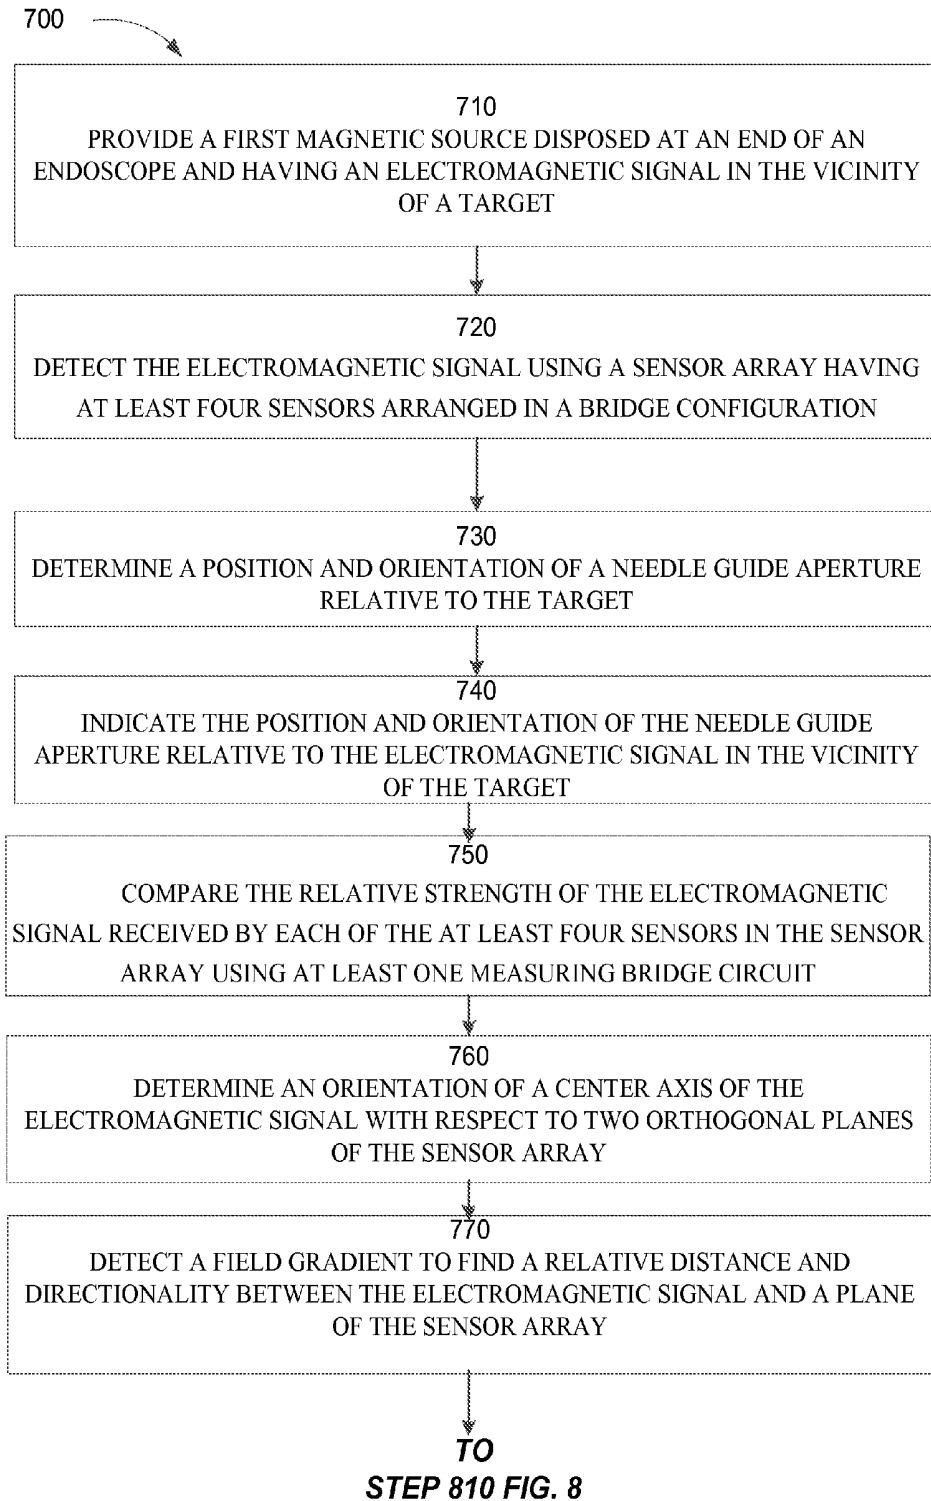 700
710
PROVIDE A FIRST MAGNETIC SOURCE DISPOSED AT AN END OF AN
ENDOSCOPE AND HAVING AN ELECTROMAGNETIC SIGNAL IN THE VICINITY
OF A TARGET
720
DETECT THE ELECTROMAGNETIC SIGNAL USING A SENSOR ARRAY HAVING
AT LEAST FOUR SENSORS ARRANGED IN A BRIDGE CONFIGURATION
730
DETERMINE A POSITION AND ORIENTATION OF A NEEDLE GUIDE APERTURE
RELATIVE TO THE TARGET
740
INDICATE THE POSITION AND ORIENTATION OF THE NEEDLE GUIDE
APERTURE RELATIVE TO THE ELECTROMAGNETIC SIGNAL IN THE VICINITY
OF THE TARGET
750
COMPARE THE RELATIVE STRENGTH OF THE ELECTROMAGNETIC
SIGNAL RECEIVED BY EACH OF THE AT LEAST FOUR SENSORS IN THE SENSOR
ARRAY USING AT LEAST ONE MEASURING BRIDGE CIRCUIT
760
DETERMINE AN ORIENTATION OF A CENTER AXIS OF THE
ELECTROMAGNETIC SIGNAL WITH RESPECT TO TWO ORTHOGONAL PLANES
OF THE SENSOR ARRAY
770
DETECT A FIELD GRADIENT TO FIND A RELATIVE DISTANCE AND
DIRECTIONALITY BETWEEN THE ELECTROMAGNETIC SIGNAL AND A PLANE
OF THE SENSOR ARRAY
TO
STEP 810 FIG. 8